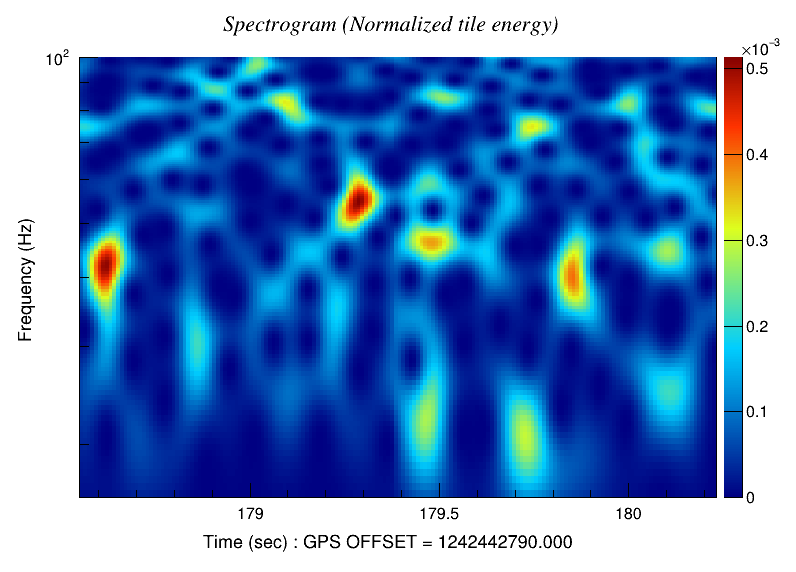 Spectrogram (Normalized tile energy)
×10⁻³
10²
0.5
0.4
0.3
0.2
0.1
0
Frequency (Hz)
179 179.5 180
Time (sec) : GPS OFFSET = 1242442790.000